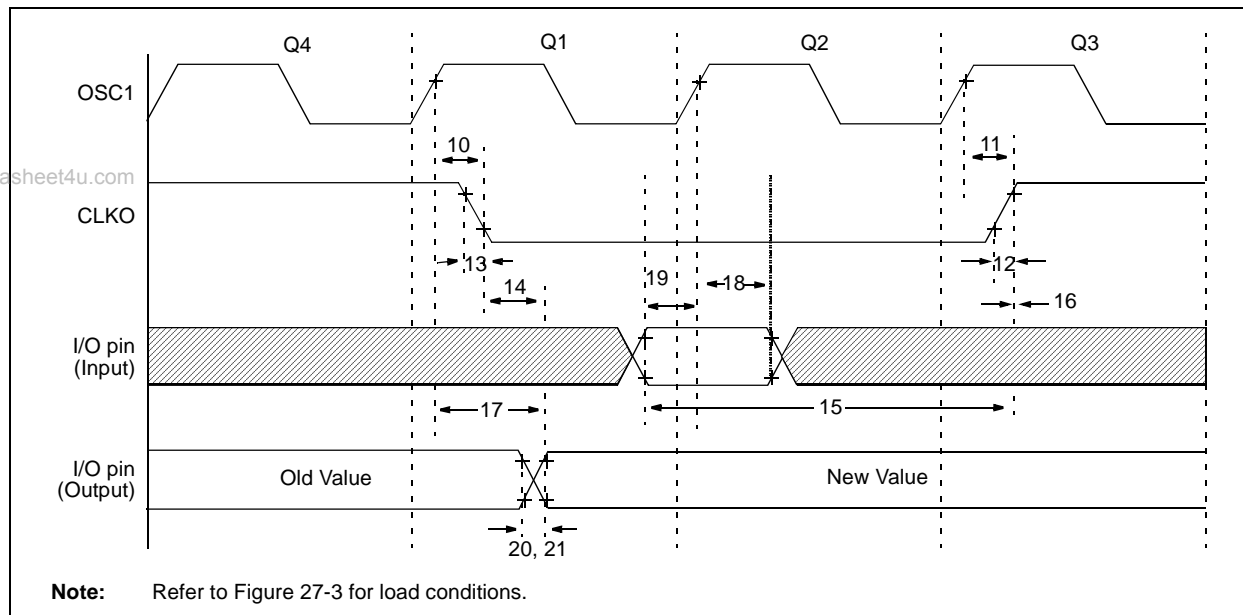 Q4 Q1 Q2 Q3
OSC1
10 11
asheet4u.com
CLKO
13 12
14 19 18 16
I/O pin
(Input)
17 15
I/O pin
(Output)
Old Value New Value
20, 21
Note: Refer to Figure 27-3 for load conditions.